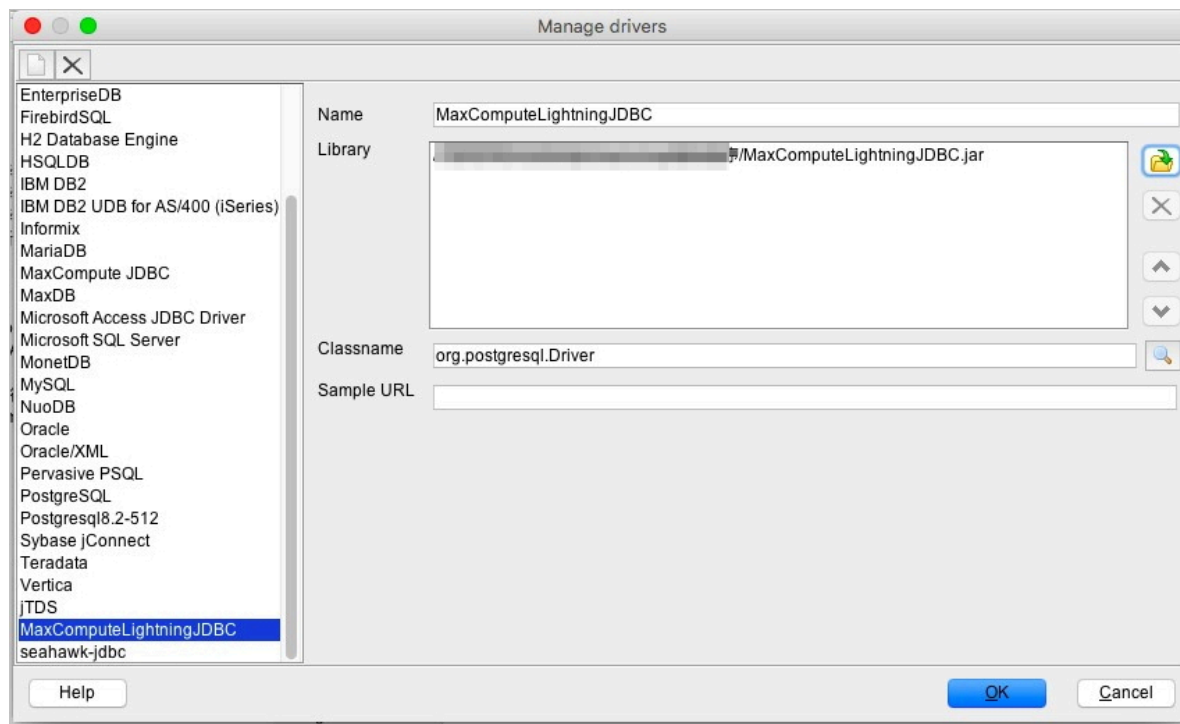 Manage drivers
EnterpriseDB
FirebirdSQL
H2 Database Engine
HSQLDB
IBM DB2
IBM DB2 UDB for AS/400 (iSeries)
Informix
MariaDB
MaxCompute JDBC
MaxDB
Microsoft Access JDBC Driver
Microsoft SQL Server
MonetDB
MySQL
NuoDB
Oracle
Oracle/XML
Pervasive PSQL
PostgreSQL
Postgresql8.2-512
Sybase jConnect
Teradata
Vertica
jTDS
MaxComputeLightningJDBC
seahawk-jdbc
Name MaxComputeLightningJDBC
Library /MaxComputeLightningJDBC.jar
Classname org.postgresql.Driver
Sample URL
Help OK Cancel